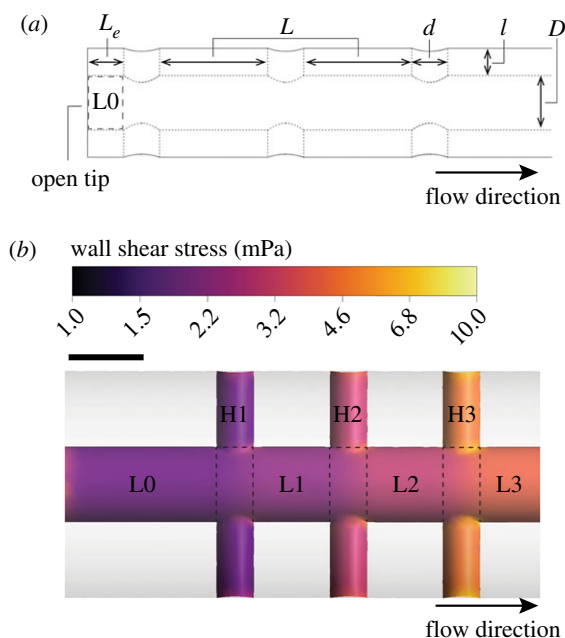 (a)
L_e L d l D
L0
open tip
flow direction
(b) wall shear stress (mPa)
1.0 1.5 2.2 3.2 4.6 6.8 10.0
H1 H2 H3
L0 L1 L2 L3
flow direction